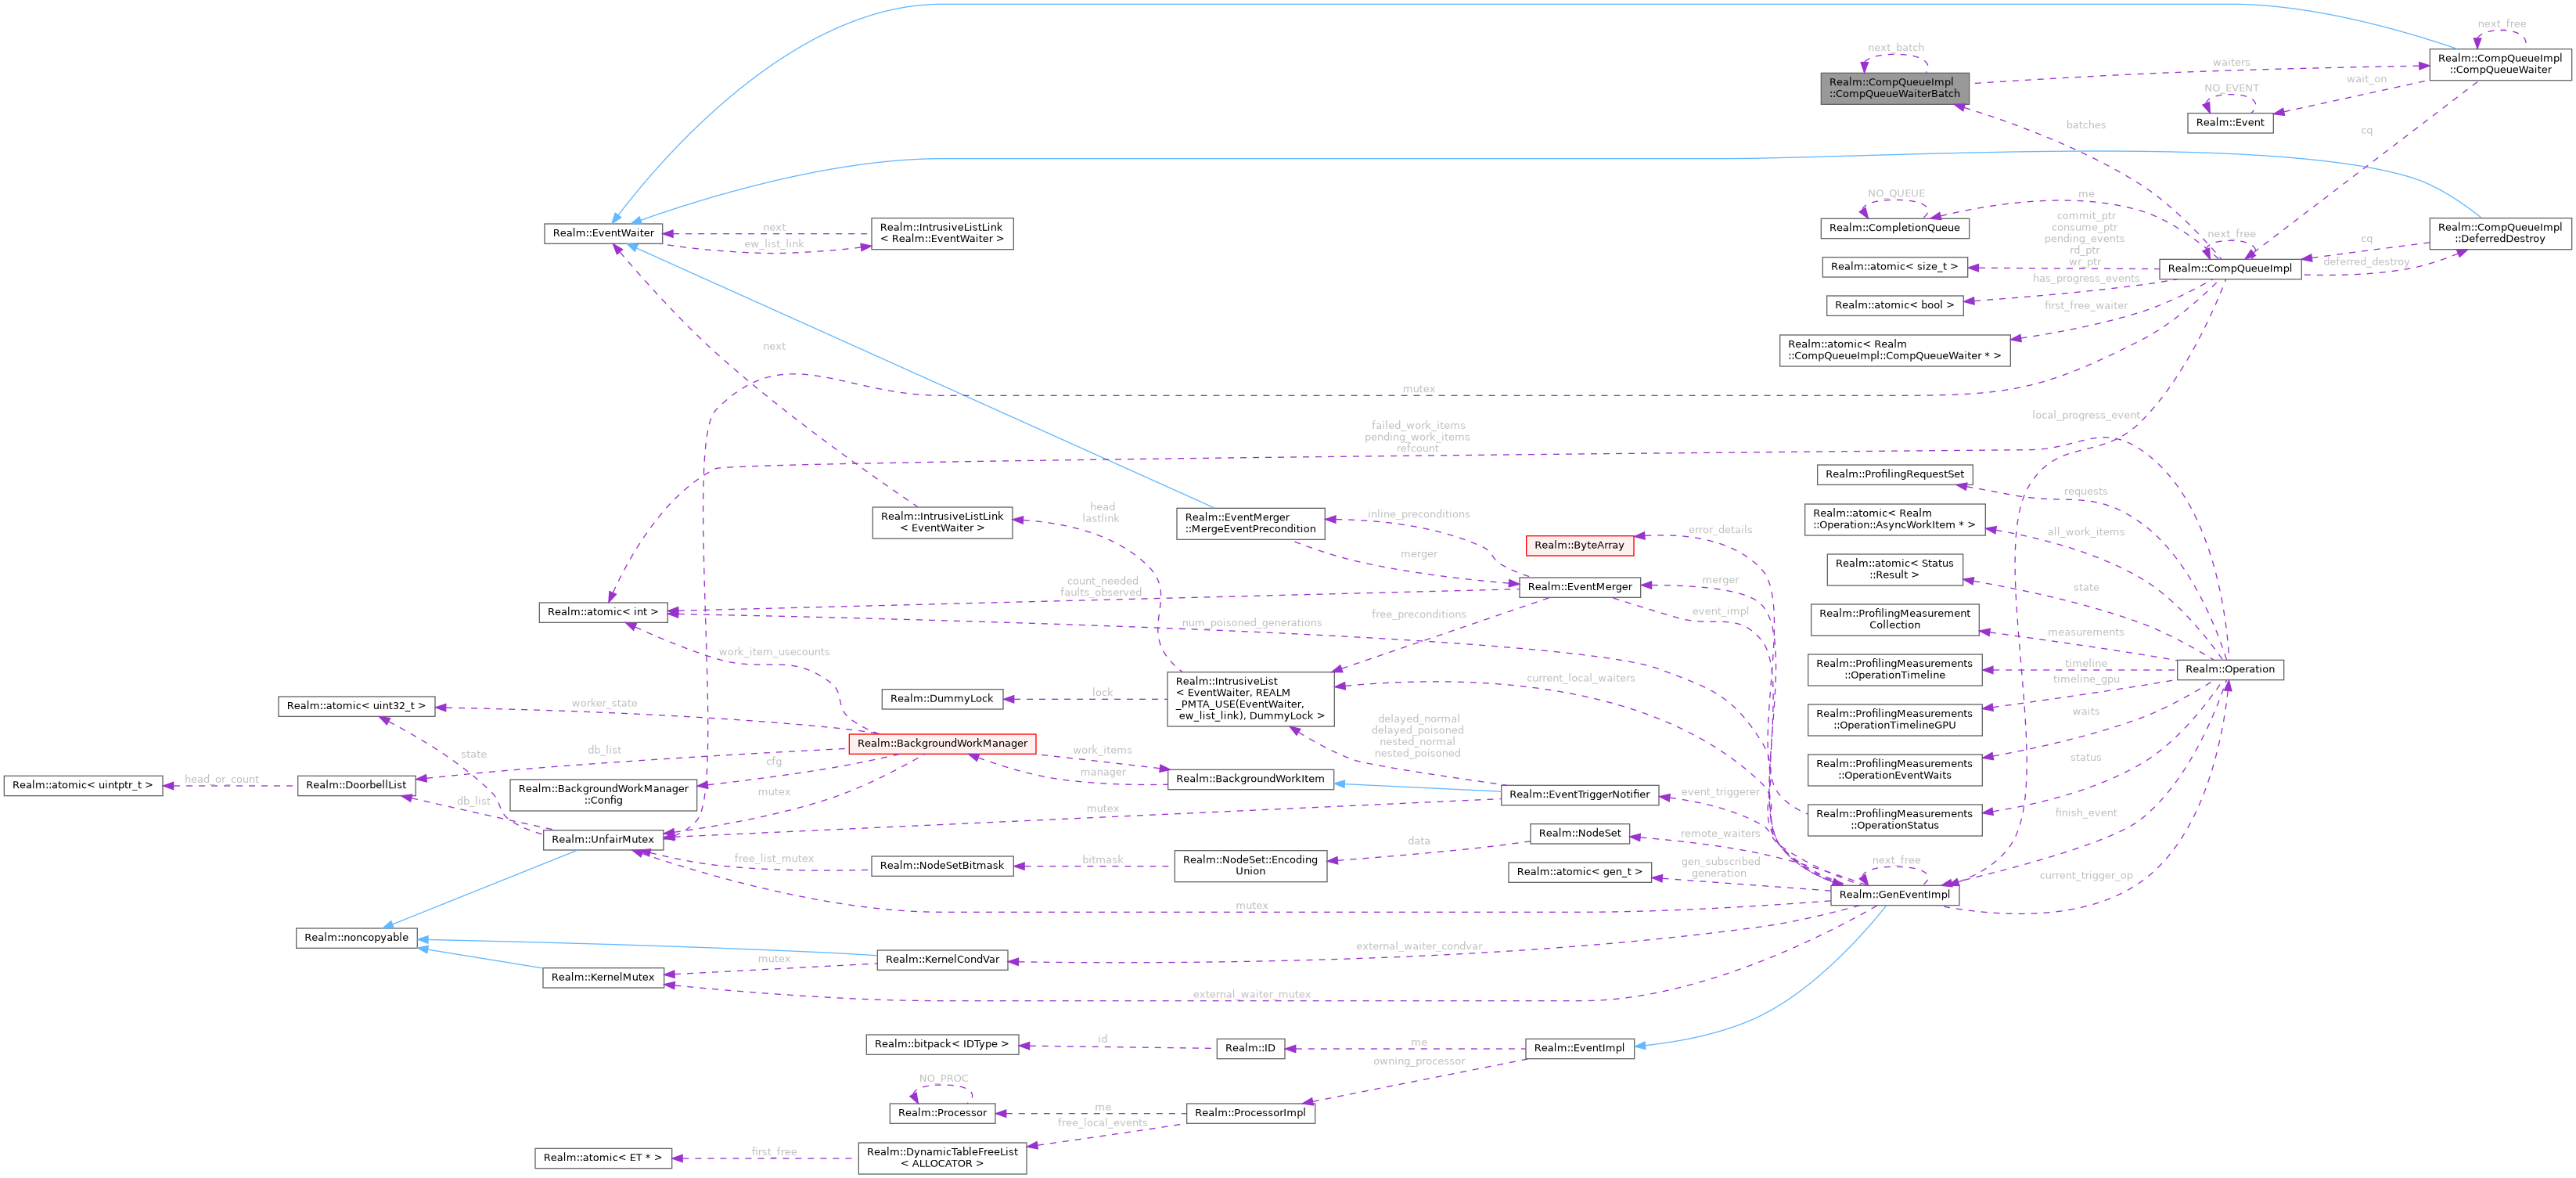 next_free
next_batch
Realm::CompQueueImpl
::CompQueueWaiter
waiters
Realm::CompQueueImpl
::CompQueueWaiterBatch
wait_on
NO_EVENT
Realm::Event
batches
cq
NO_QUEUE
me
Realm::CompletionQueue
commit_ptr
consume_ptr
pending_events
rd_ptr
wr_ptr
next_free
Realm::CompQueueImpl
::DeferredDestroy
cq
deferred_destroy
Realm::EventWaiter
next
ew_list_link
Realm::IntrusiveListLink
< Realm::EventWaiter >
Realm::atomic< size_t >
Realm::CompQueueImpl
has_progress_events
Realm::atomic< bool >
first_free_waiter
Realm::atomic< Realm
::CompQueueImpl::CompQueueWaiter * >
next
mutex
local_progress_event
failed_work_items
pending_work_items
refcount
Realm::ProfilingRequestSet
requests
Realm::IntrusiveListLink
< EventWaiter >
head
lastlink
Realm::EventMerger
::MergeEventPrecondition
inline_preconditions
merger
error_details
Realm::ByteArray
Realm::atomic< Realm
::Operation::AsyncWorkItem * >
all_work_items
Realm::atomic< Status
::Result >
state
Realm::atomic< int >
count_needed
faults_observed
Realm::EventMerger
merger
event_impl
free_preconditions
num_poisoned_generations
Realm::ProfilingMeasurement
Collection
measurements
work_item_usecounts
Realm::ProfilingMeasurements
::OperationTimeline
timeline
timeline_gpu
Realm::Operation
Realm::IntrusiveList
< EventWaiter, REALM
_PMTA_USE(EventWaiter,
ew_list_link), DummyLock >
current_local_waiters
Realm::DummyLock
lock
Realm::atomic< uint32_t >
worker_state
Realm::ProfilingMeasurements
::OperationTimelineGPU
waits
delayed_normal
delayed_poisoned
nested_normal
nested_poisoned
Realm::BackgroundWorkManager
state
db_list
cfg
work_items
manager
Realm::BackgroundWorkItem
Realm::ProfilingMeasurements
::OperationEventWaits
status
Realm::atomic< uintptr_t >
head_or_count
Realm::DoorbellList
db_list
Realm::BackgroundWorkManager
::Config
mutex
mutex
Realm::EventTriggerNotifier
event_triggerer
Realm::ProfilingMeasurements
::OperationStatus
finish_event
Realm::UnfairMutex
free_list_mutex
Realm::NodeSetBitmask
bitmask
Realm::NodeSet::Encoding
Union
data
Realm::NodeSet
remote_waiters
Realm::atomic< gen_t >
gen_subscribed
generation
next_free
Realm::GenEventImpl
current_trigger_op
mutex
Realm::noncopyable
Realm::KernelCondVar
external_waiter_condvar
mutex
Realm::KernelMutex
external_waiter_mutex
Realm::bitpack< IDType >
id
Realm::ID
me
Realm::EventImpl
owning_processor
NO_PROC
Realm::Processor
me
Realm::ProcessorImpl
free_local_events
Realm::atomic< ET * >
first_free
Realm::DynamicTableFreeList
< ALLOCATOR >